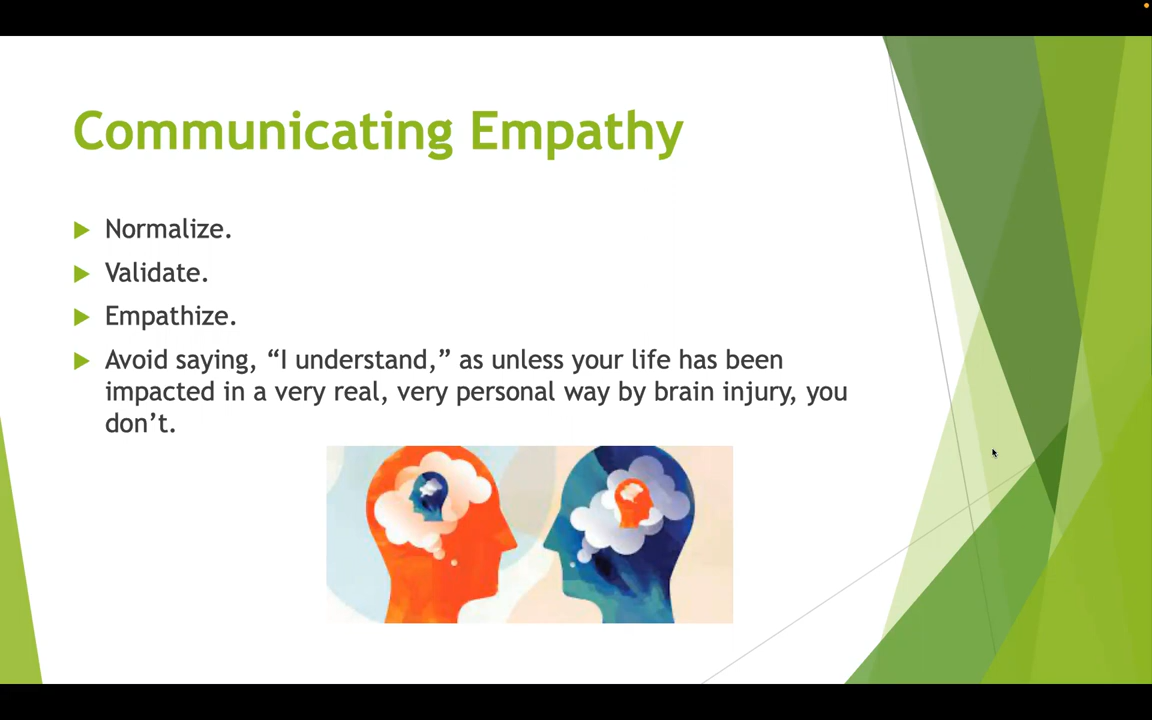 Communicating Empathy
Normalize.
Validate.
Empathize.
Avoid saying, “I understand,” as unless your life has been
impacted in a very real, very personal way by brain injury, you
don’t.